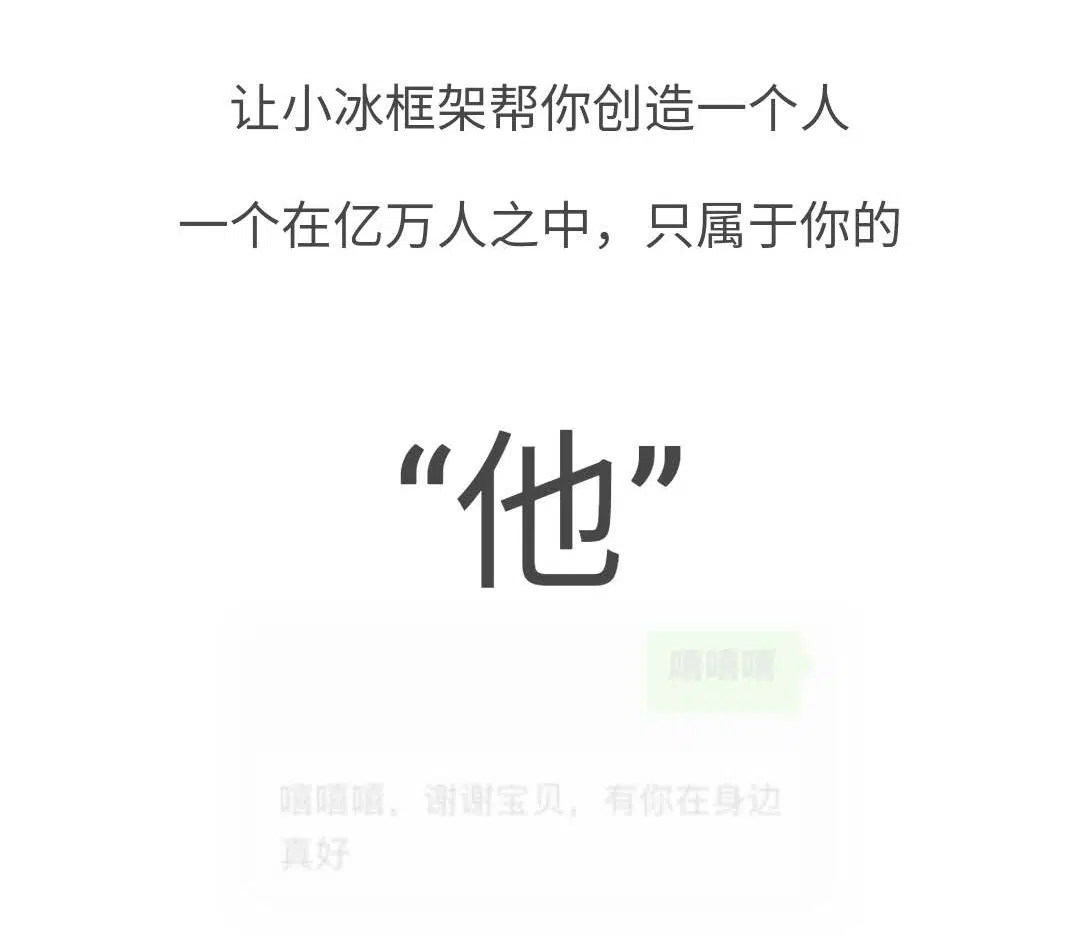 让小冰框架帮你创造一个人
一个在亿万人之中，只属于你的
“他”
嘻嘻嘻
嘻嘻嘻，谢谢宝贝，有你在身边
真好